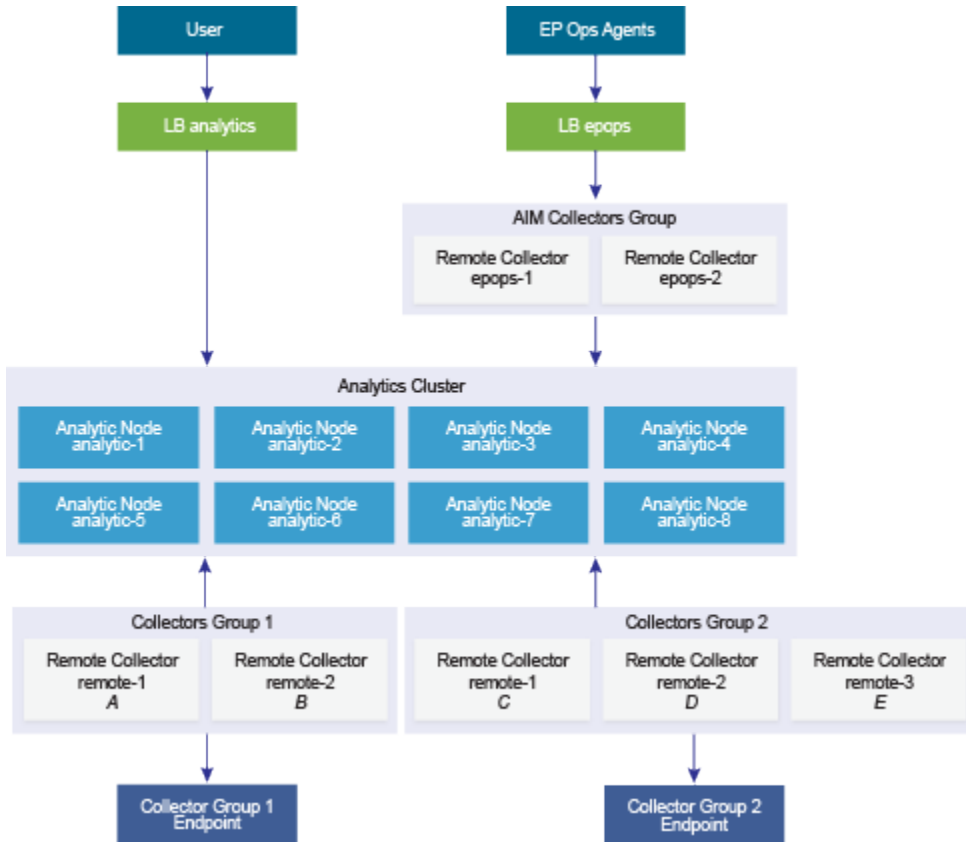 User
EP Ops Agents
LB analytics
LB epops
AIM Collectors Group
Remote Collector
epops-1
Remote Collector
epops-2
Analytics Cluster
Analytic Node
analytic-1
Analytic Node
analytic-2
Analytic Node
analytic-3
Analytic Node
analytic-4
Analytic Node
analytic-5
Analytic Node
analytic-6
Analytic Node
analytic-7
Analytic Node
analytic-8
Collectors Group 1
Remote Collector
remote-1
A
Remote Collector
remote-2
B
Collectors Group 2
Remote Collector
remote-1
C
Remote Collector
remote-2
D
Remote Collector
remote-3
E
Collector Group 1
Endpoint
Collector Group 2
Endpoint